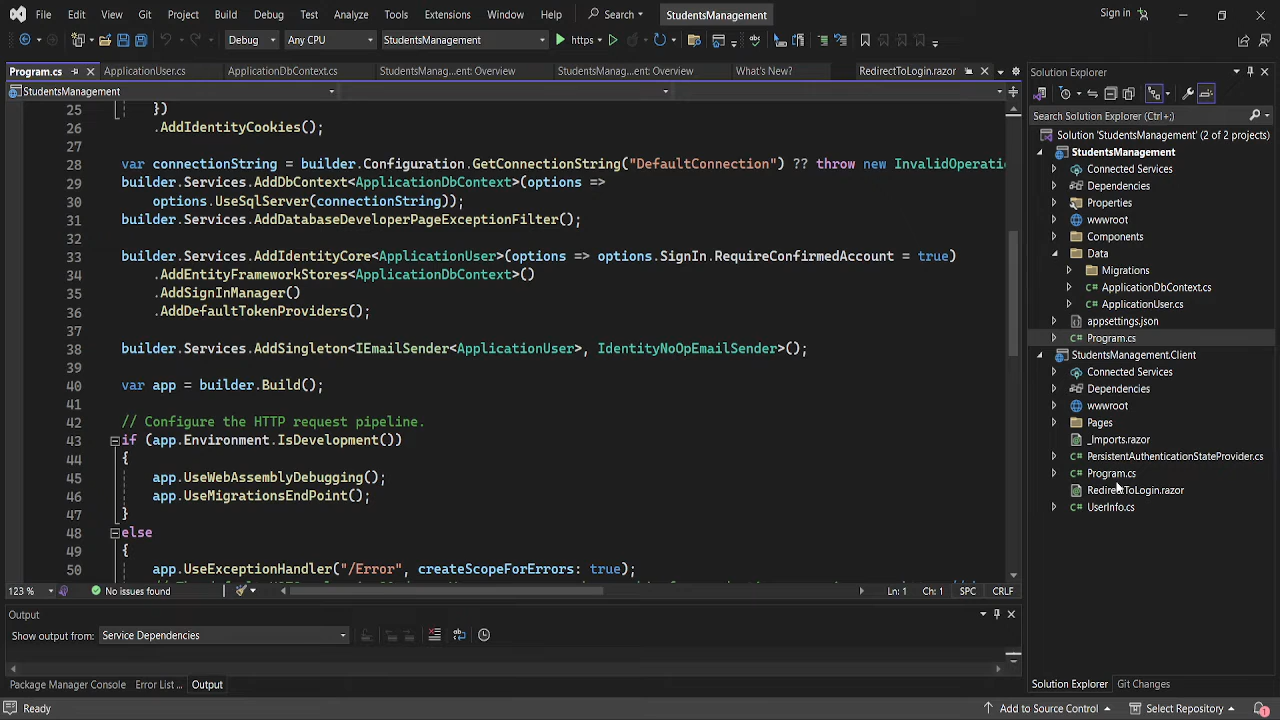 File Edit View Git Project Build Debug Test Analyze Tools Extensions Window Help Search StudentsManagement Sign in
Debug Any CPU StudentsManagement https
Program.cs ApplicationUser.cs ApplicationDbContext.cs StudentsManag...ent: Overview StudentsManag...ent: Overview What's New? RedirectToLogin.razor
StudentsManagement
25 })
26 .AddIdentityCookies();
27
28 var connectionString = builder.Configuration.GetConnectionString("DefaultConnection") ?? throw new InvalidOperatio
29 builder.Services.AddDbContext<ApplicationDbContext>(options =>
30 options.UseSqlServer(connectionString));
31 builder.Services.AddDatabaseDeveloperPageExceptionFilter();
32
33 builder.Services.AddIdentityCore<ApplicationUser>(options => options.SignIn.RequireConfirmedAccount = true)
34 .AddEntityFrameworkStores<ApplicationDbContext>()
35 .AddSignInManager()
36 .AddDefaultTokenProviders();
37
38 builder.Services.AddSingleton<IEmailSender<ApplicationUser>, IdentityNoOpEmailSender>();
39
40 var app = builder.Build();
41
42 // Configure the HTTP request pipeline.
43 if (app.Environment.IsDevelopment())
44 {
45 app.UseWebAssemblyDebugging();
46 app.UseMigrationsEndPoint();
47 }
48 else
49 {
50 app.UseExceptionHandler("/Error", createScopeForErrors: true);
123 % No issues found Ln: 1 Ch: 1 SPC CRLF
Output
Show output from: Service Dependencies
Package Manager Console Error List ... Output
Solution Explorer
Search Solution Explorer (Ctrl+;)
Solution 'StudentsManagement' (2 of 2 projects)
StudentsManagement
Connected Services
Dependencies
Properties
wwwroot
Components
Data
Migrations
ApplicationDbContext.cs
ApplicationUser.cs
appsettings.json
Program.cs
StudentsManagement.Client
Connected Services
Dependencies
wwwroot
Pages
_Imports.razor
PersistentAuthenticationStateProvider.cs
Program.cs
RedirectToLogin.razor
UserInfo.cs
Solution Explorer Git Changes
Ready Add to Source Control Select Repository 1